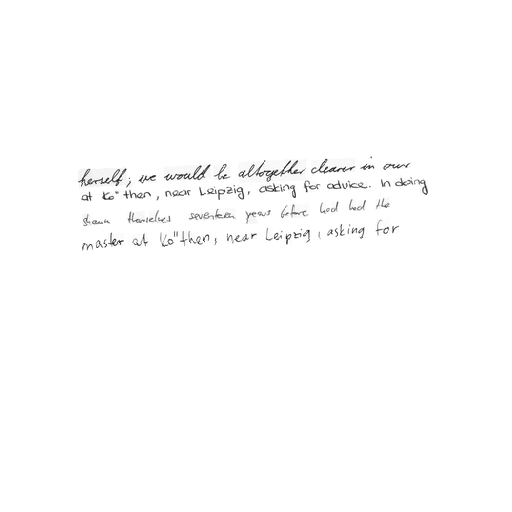 herself; we would be altogether clearer in our
at Ko"then, near Leipzig, asking for advice. In doing
shown themselves seventeen years before had had the
master at Ko"then, near Leipzig, asking for